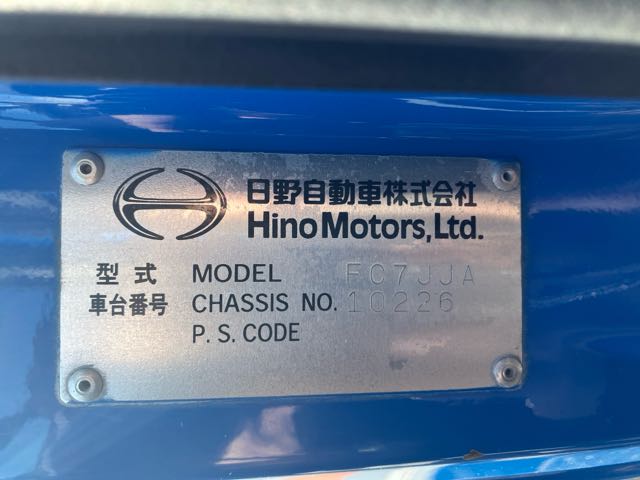 日野自動車株式会社
Hino Motors, Ltd.
型式 MODEL FC7JJA
車台番号 CHASSIS NO. 10226
P. S. CODE